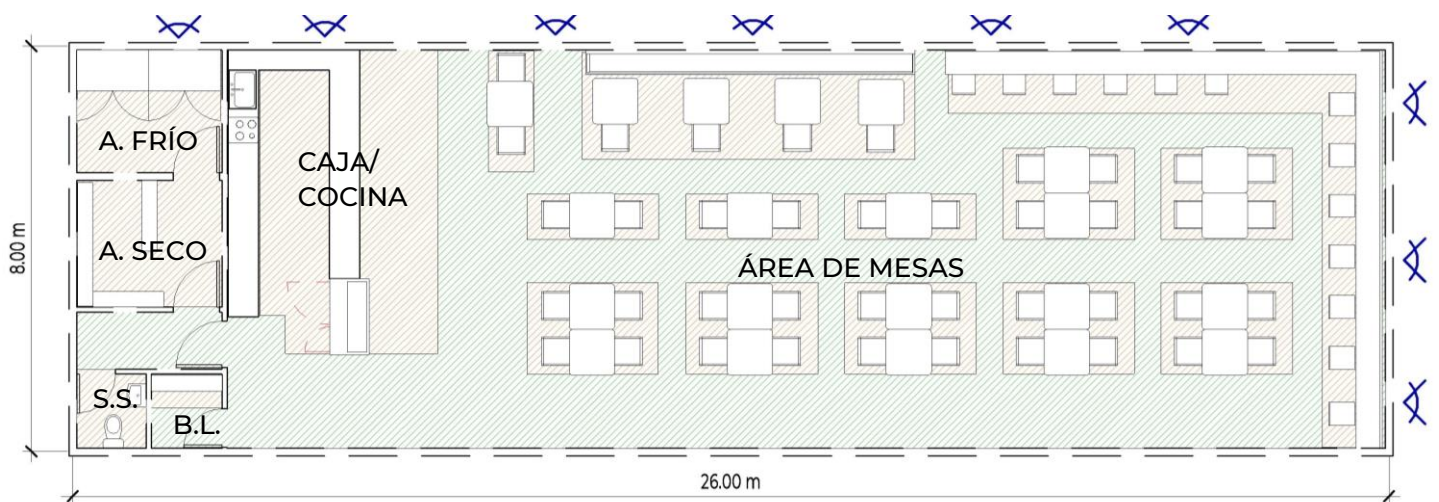 A. FRÍO
CAJA/
COCINA
A. SECO
8.00 m
ÁREA DE MESAS
S.S.
B.L.
26.00 m